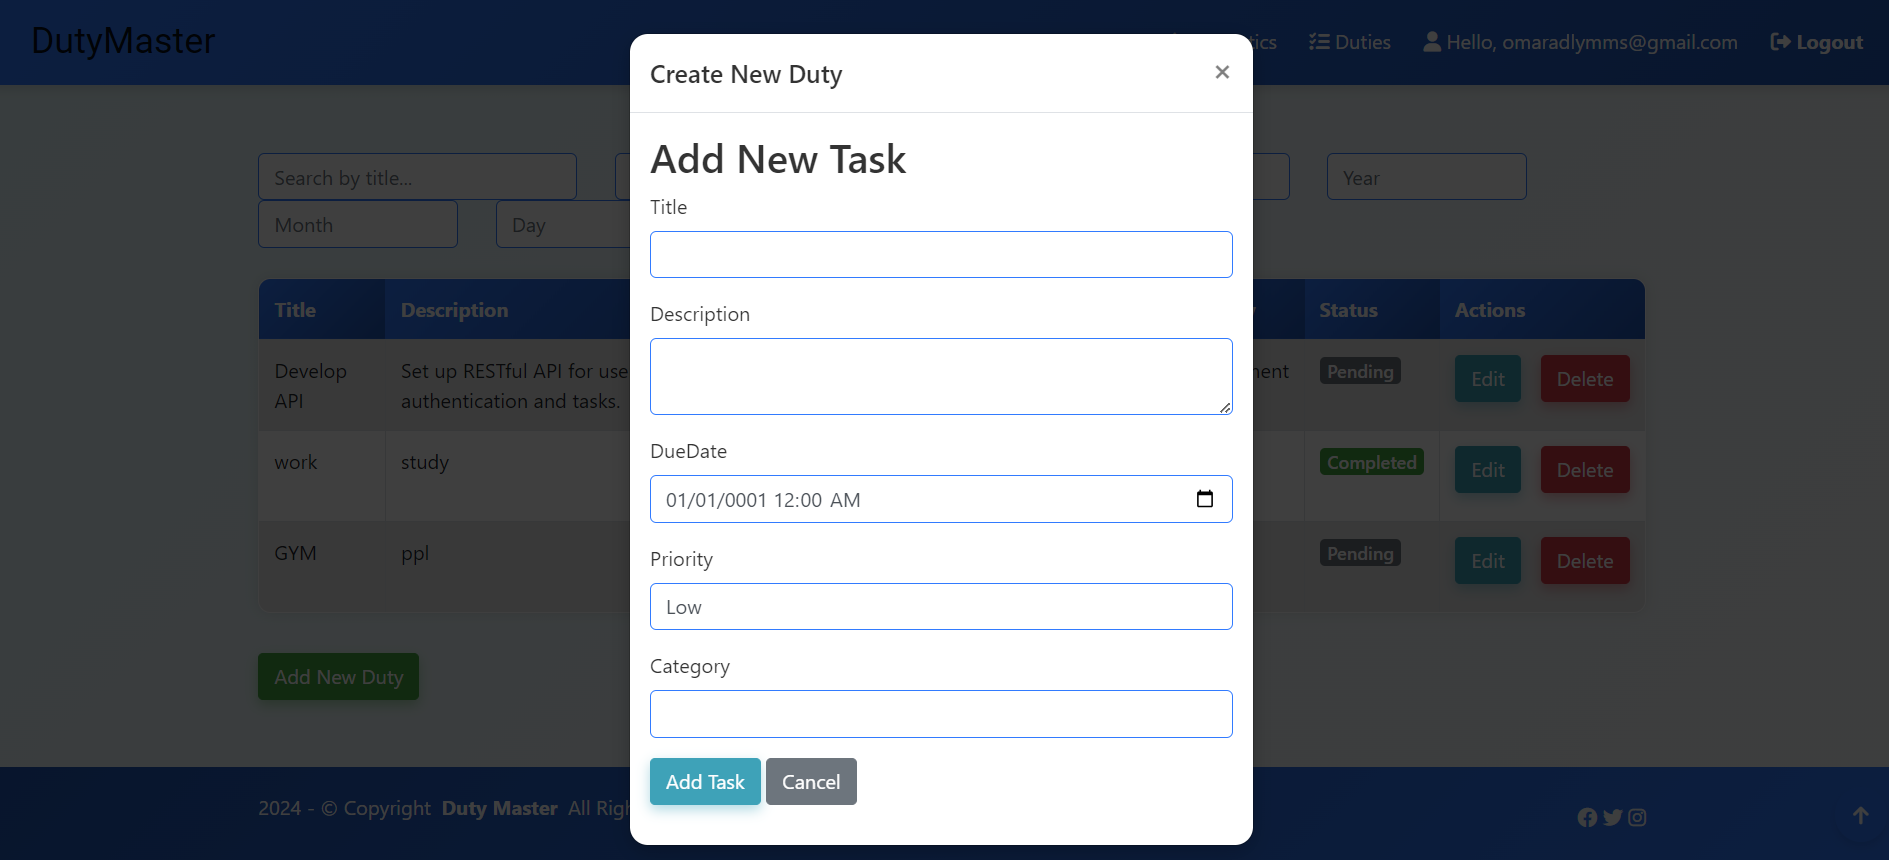 DutyMaster
tics
Duties
Hello, omaradlymms@gmail.com
Logout
Create New Duty
×
Add New Task
Title
Description
DueDate
01/01/0001 12:00 AM
Priority
Low
Category
Add Task
Cancel
Search by title...
Year
Month
Day
Title
Description
Status
Actions
Develop
API
Set up RESTful API for use
authentication and tasks.
nent
Pending
Edit
Delete
work
study
Completed
Edit
Delete
GYM
ppl
Pending
Edit
Delete
Add New Duty
2024 - © Copyright Duty Master All Righ